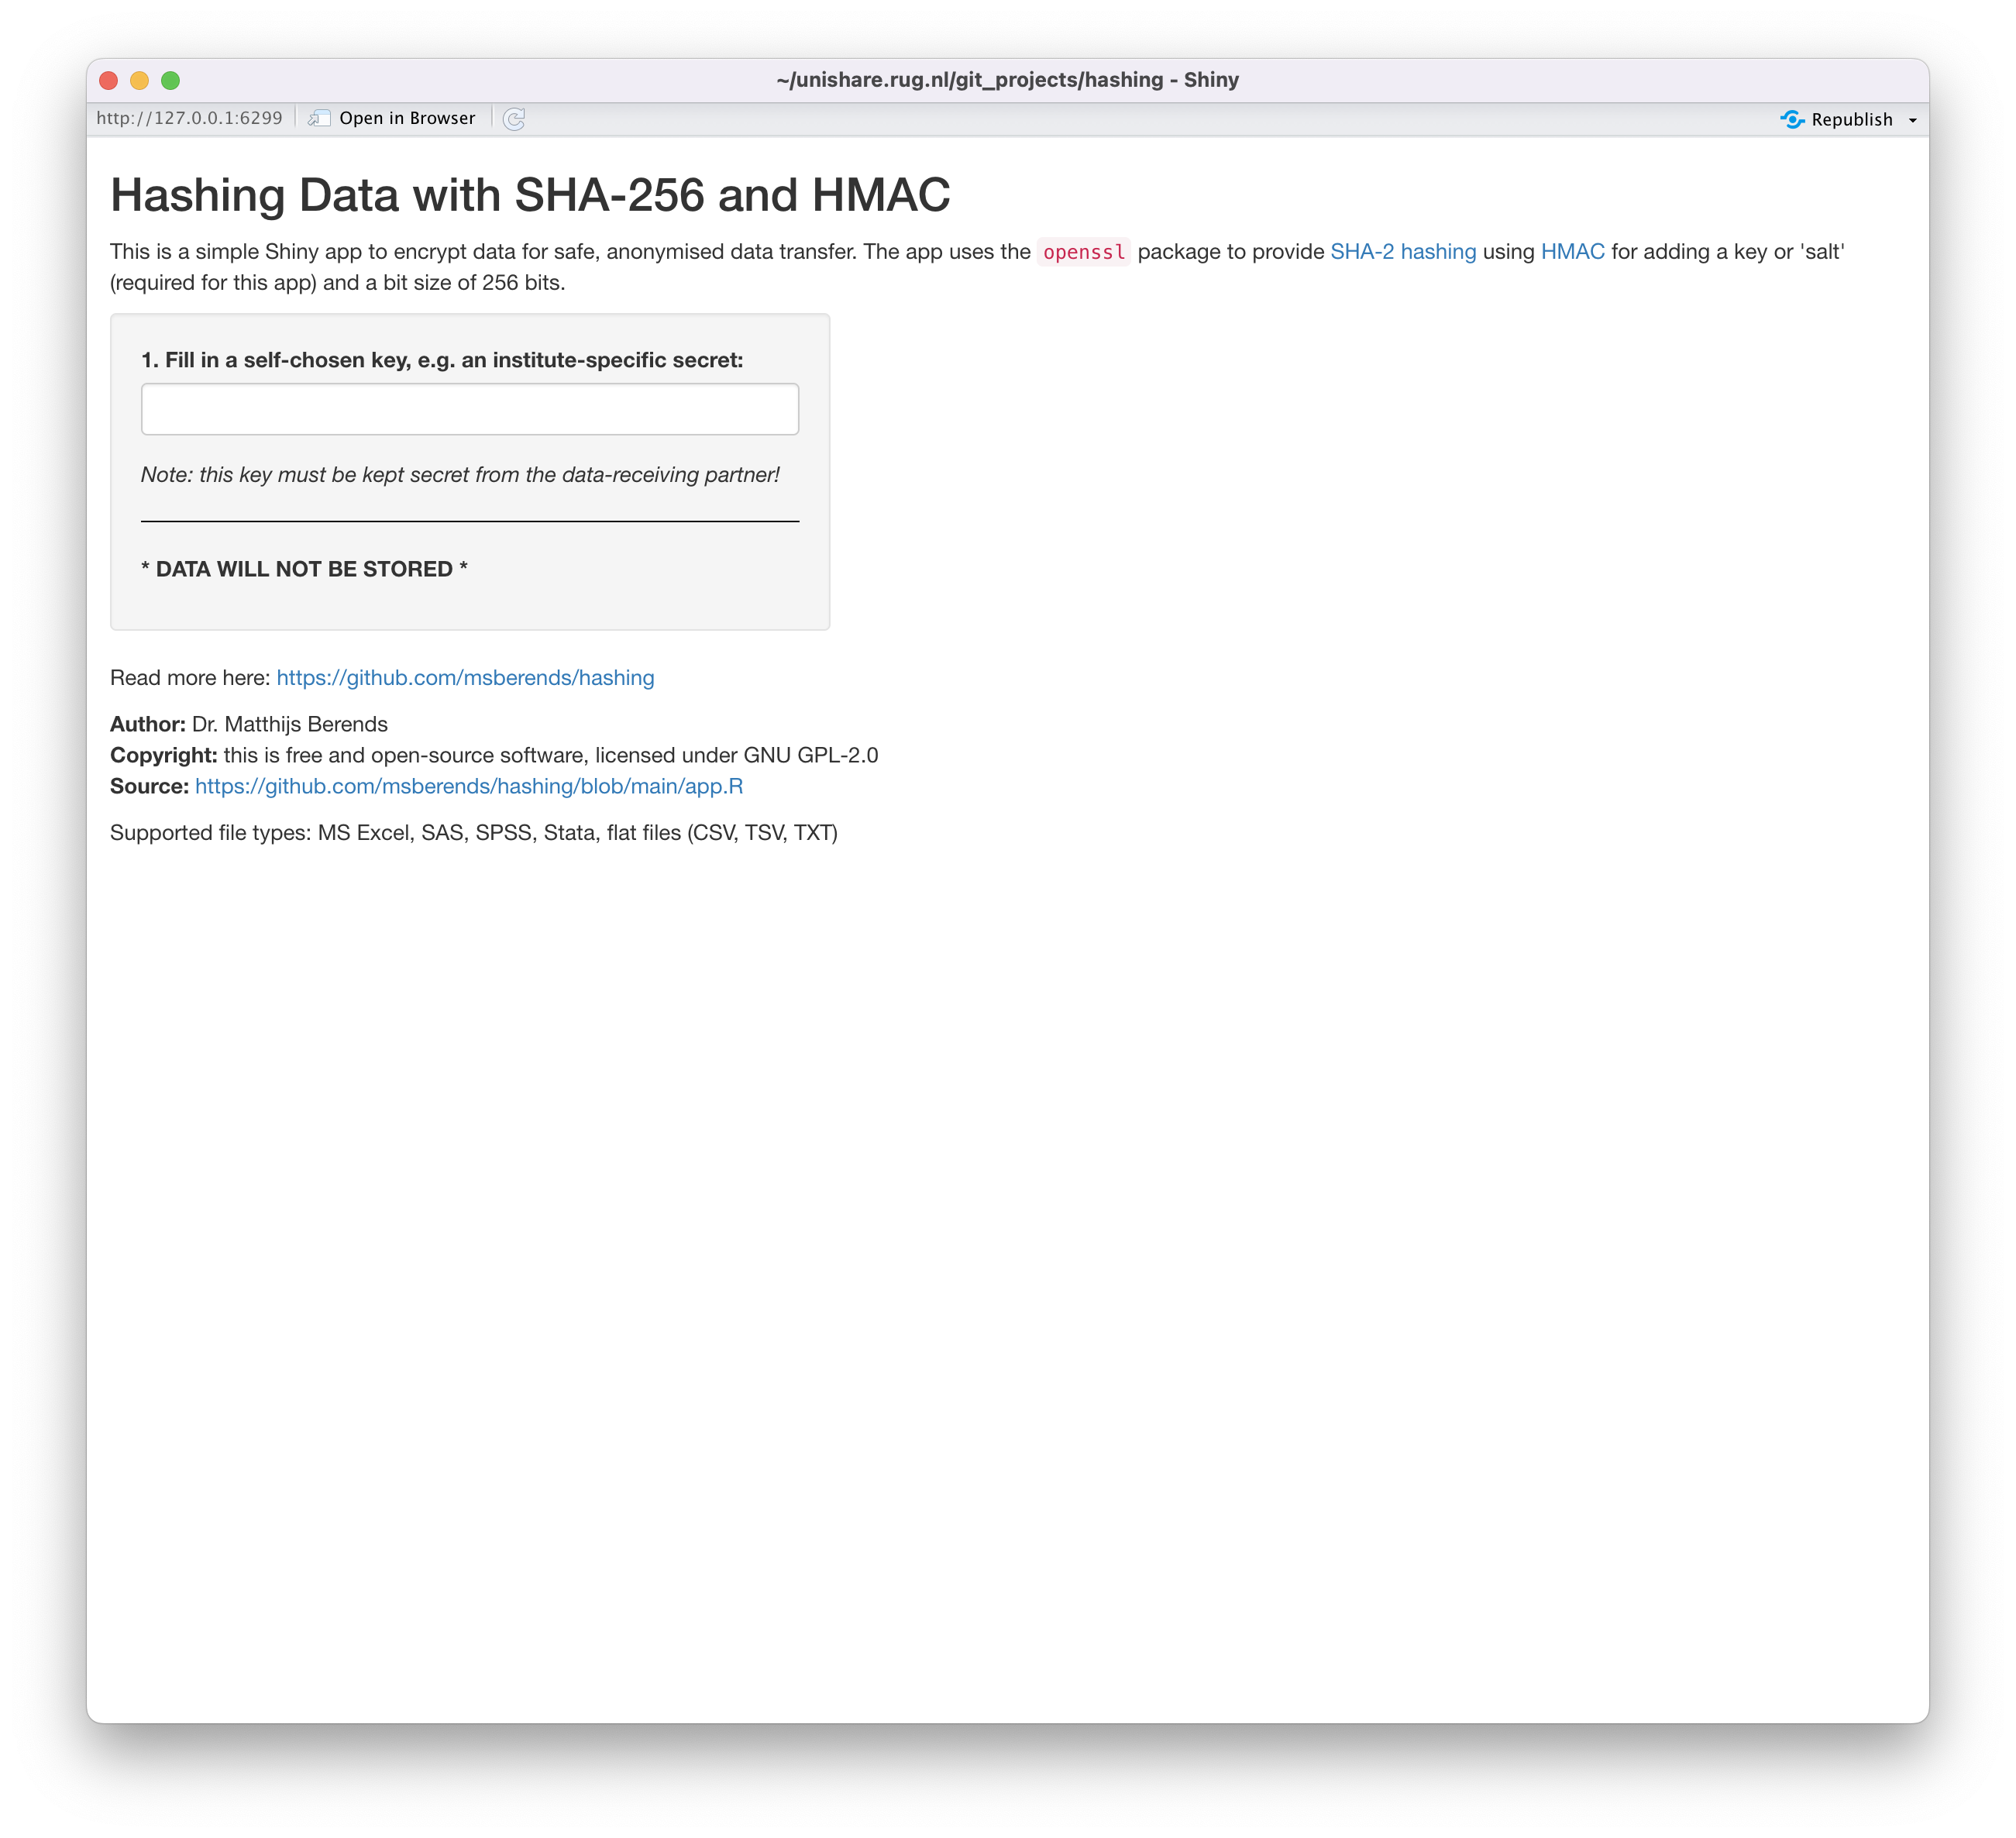 ~/unishare.rug.nl/git_projects/hashing - Shiny
http://127.0.0.1:6299 Open in Browser Republish
Hashing Data with SHA-256 and HMAC
This is a simple Shiny app to encrypt data for safe, anonymised data transfer. The app uses the openssl package to provide SHA-2 hashing using HMAC for adding a key or 'salt'
(required for this app) and a bit size of 256 bits.
1. Fill in a self-chosen key, e.g. an institute-specific secret:
Note: this key must be kept secret from the data-receiving partner!
* DATA WILL NOT BE STORED *
Read more here: https://github.com/msberends/hashing
Author: Dr. Matthijs Berends
Copyright: this is free and open-source software, licensed under GNU GPL-2.0
Source: https://github.com/msberends/hashing/blob/main/app.R
Supported file types: MS Excel, SAS, SPSS, Stata, flat files (CSV, TSV, TXT)